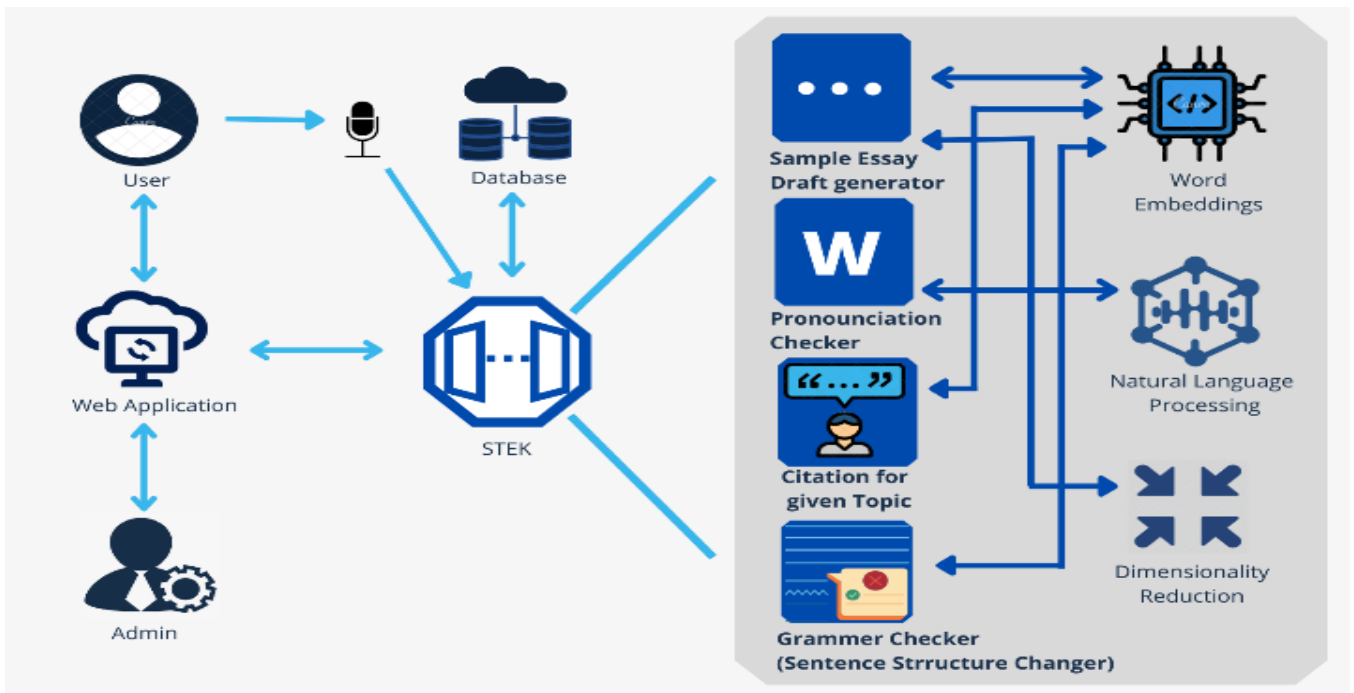 User
Database
Web Application
STEK
Admin
Sample Essay
Draft generator
W
Pronounciation
Checker
“ ... ”
Citation for
given Topic
Grammer Checker
(Sentence Strructure Changer)
</>
Word
Embeddings
Natural Language
Processing
Dimensionality
Reduction